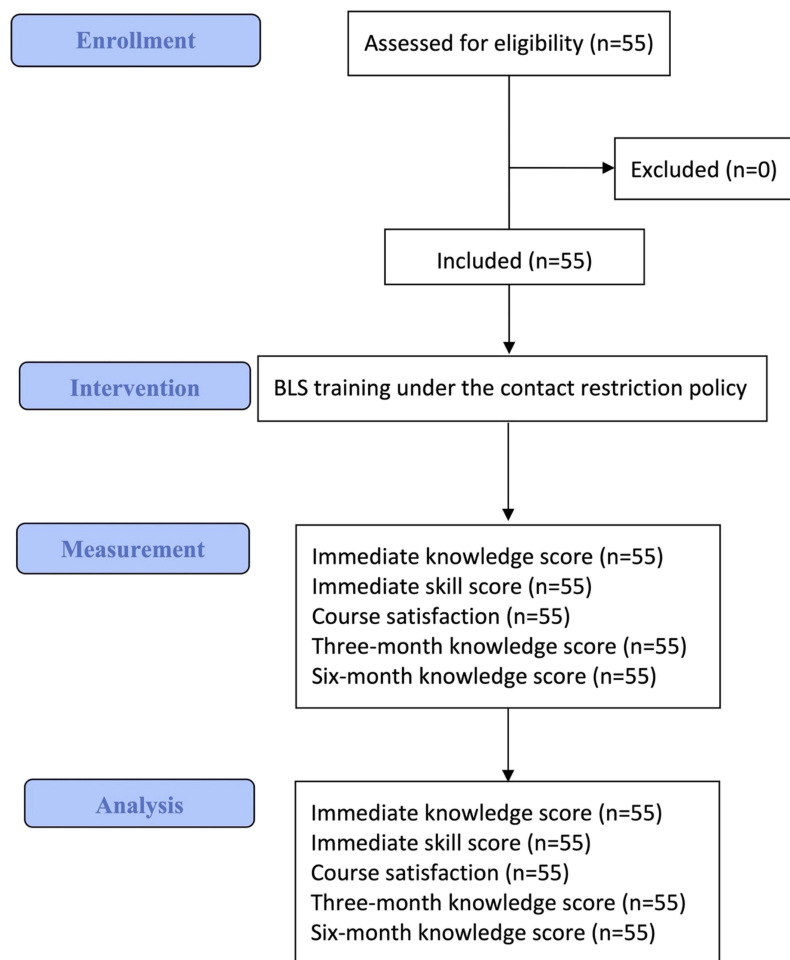 Enrollment
Assessed for eligibility (n=55)
Excluded (n=0)
Included (n=55)
Intervention
BLS training under the contact restriction policy
Measurement
Immediate knowledge score (n=55)
Immediate skill score (n=55)
Course satisfaction (n=55)
Three-month knowledge score (n=55)
Six-month knowledge score (n=55)
Analysis
Immediate knowledge score (n=55)
Immediate skill score (n=55)
Course satisfaction (n=55)
Three-month knowledge score (n=55)
Six-month knowledge score (n=55)